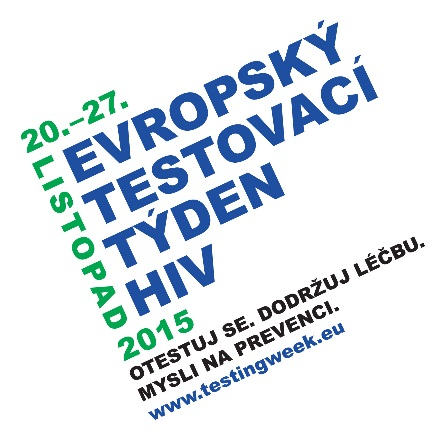 20.–27.
LISTOPAD
2015
EVROPSKÝ
TESTOVACÍ
TÝDEN
HIV
OTESTUJ SE. DODRŽUJ LÉČBU.
MYSLI NA PREVENCI.
www.testingweek.eu